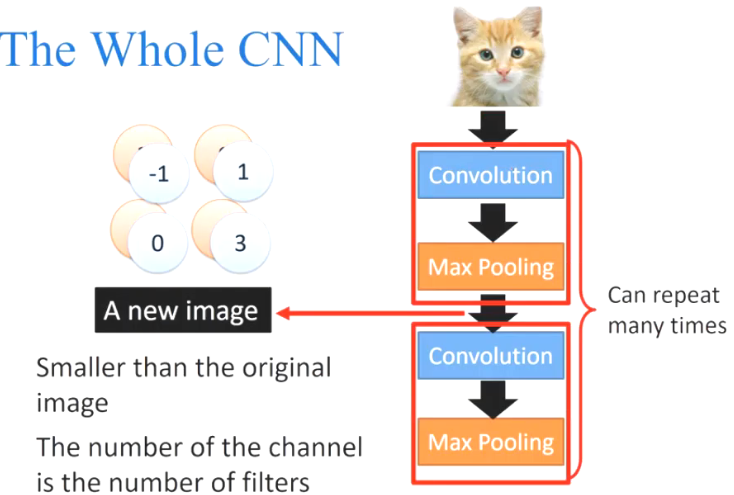 The Whole CNN
-1
1
0
3
A new image
Smaller than the original
image
The number of the channel
is the number of filters
Convolution
Max Pooling
Convolution
Max Pooling
Can repeat
many times